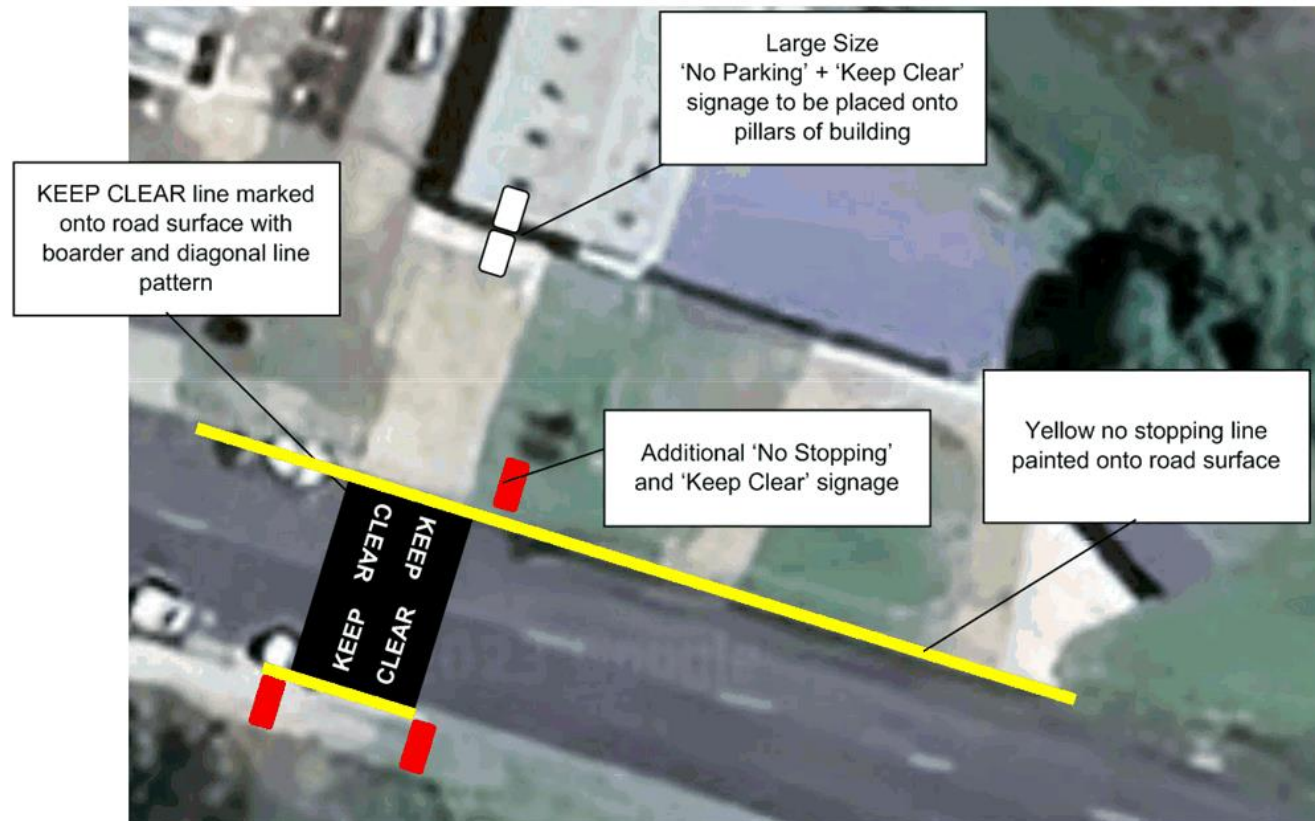 Large Size
‘No Parking’ + ‘Keep Clear’
signage to be placed onto
pillars of building
KEEP CLEAR line marked
onto road surface with
boarder and diagonal line
pattern
Additional ‘No Stopping’
and ‘Keep Clear’ signage
Yellow no stopping line
painted onto road surface
KEEP
CLEAR
KEEP
CLEAR